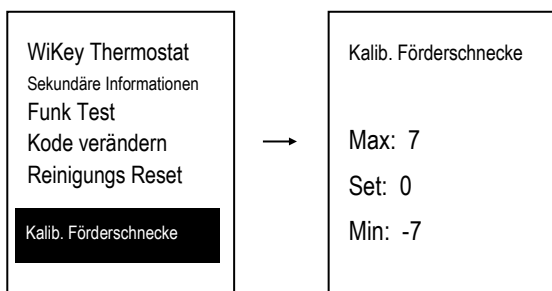 WiKey Thermostat
Sekundäre Informationen
Funk Test
Kode verändern
Reinigungs Reset
Kalib. Förderschnecke
Kalib. Förderschnecke
Max: 7
Set: 0
Min: -7